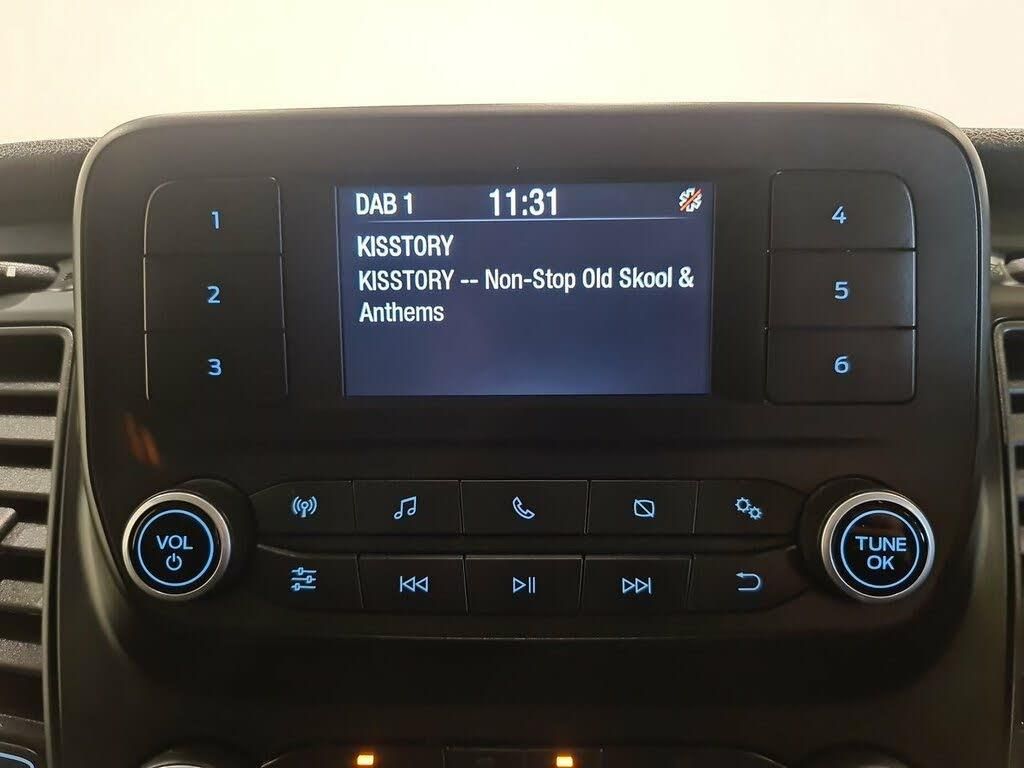 DAB 1 11:31
KISSTORY
KISSTORY -- Non-Stop Old Skool &
Anthems
1
2
3
4
5
6
VOL
TUNE
OK